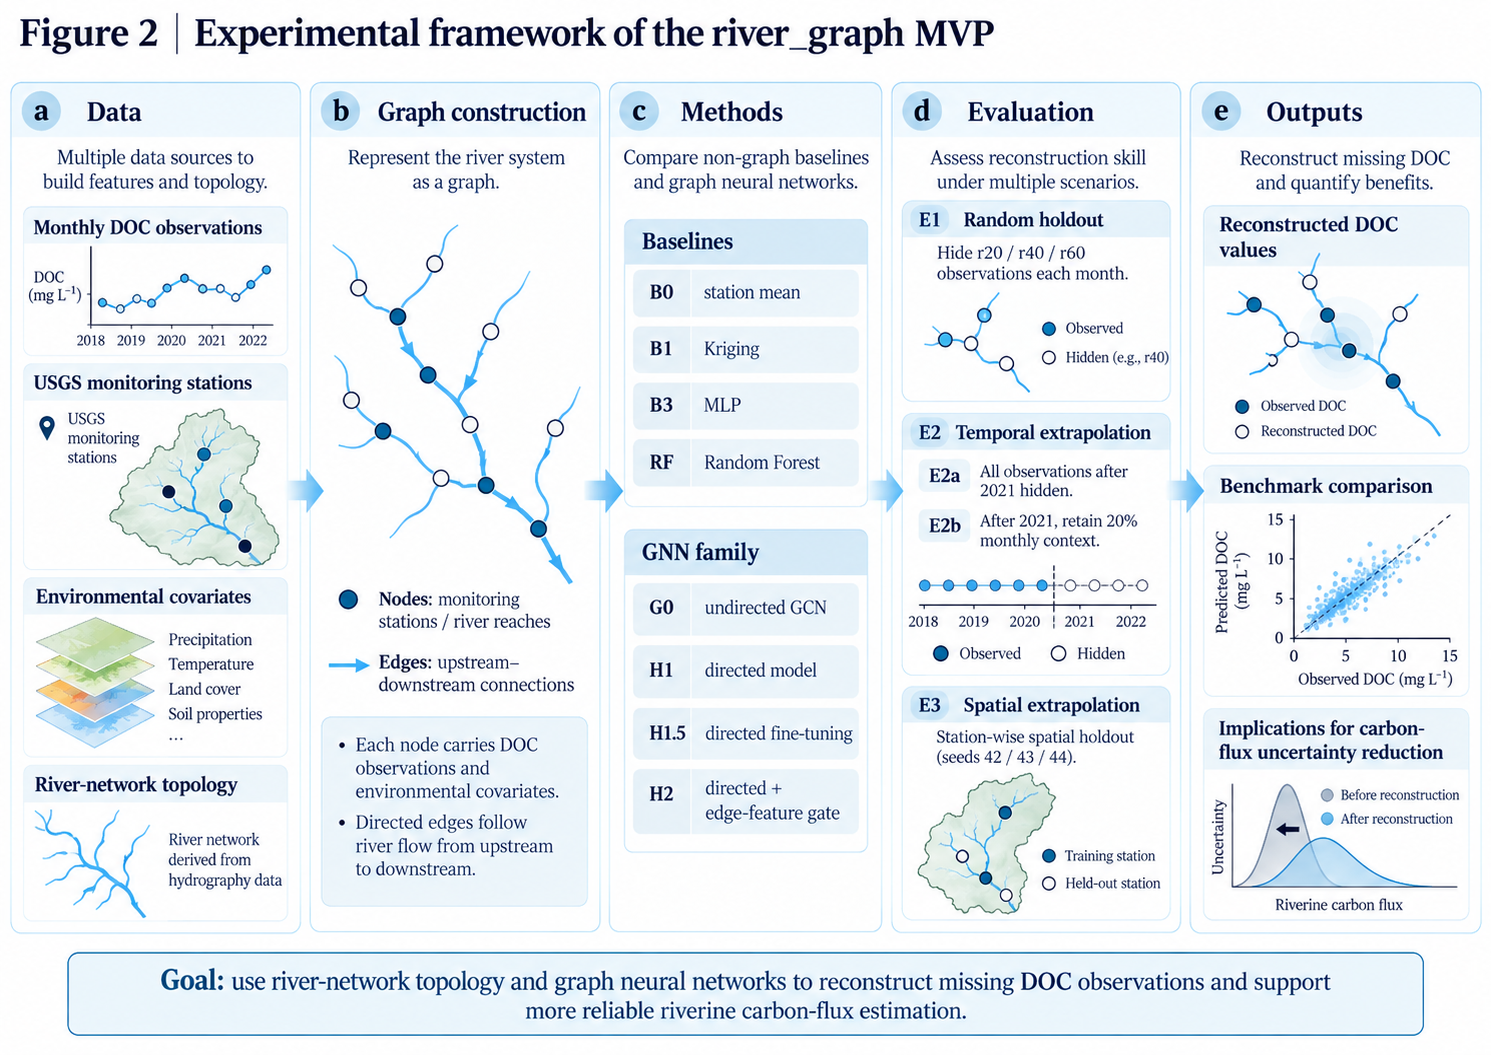 Figure 2 | Experimental framework of the river_graph MVP
a Data
Multiple data sources to
build features and topology.
Monthly DOC observations
DOC
(mg L⁻¹)
2018 2019 2020 2021 2022
USGS monitoring stations
USGS
monitoring
stations
Environmental covariates
Precipitation
Temperature
Land cover
Soil properties
...
River-network topology
River network
derived from
hydrography data
b Graph construction
Represent the river system
as a graph.
Nodes: monitoring
stations / river reaches
Edges: upstream–
downstream connections
• Each node carries DOC
observations and
environmental covariates.
• Directed edges follow
river flow from upstream
to downstream.
c Methods
Compare non-graph baselines
and graph neural networks.
Baselines
B0 station mean
B1 Kriging
B3 MLP
RF Random Forest
GNN family
G0 undirected GCN
H1 directed model
H1.5 directed fine-tuning
H2 directed +
edge-feature gate
d Evaluation
Assess reconstruction skill
under multiple scenarios.
E1 Random holdout
Hide r20 / r40 / r60
observations each month.
Observed
Hidden (e.g., r40)
E2 Temporal extrapolation
E2a All observations after
2021 hidden.
E2b After 2021, retain 20%
monthly context.
2018 2019 2020 2021 2022
Observed Hidden
E3 Spatial extrapolation
Station-wise spatial holdout
(seeds 42 / 43 / 44).
Training station
Held-out station
e Outputs
Reconstruct missing DOC
and quantify benefits.
Reconstructed DOC
values
Observed DOC
Reconstructed DOC
Benchmark comparison
Predicted DOC
(mg L⁻¹)
15
10
5
0
0 5 10 15
Observed DOC (mg L⁻¹)
Implications for carbon-
flux uncertainty reduction
Uncertainty
Before reconstruction
After reconstruction
Riverine carbon flux
Goal: use river-network topology and graph neural networks to reconstruct missing DOC observations and support
more reliable riverine carbon-flux estimation.